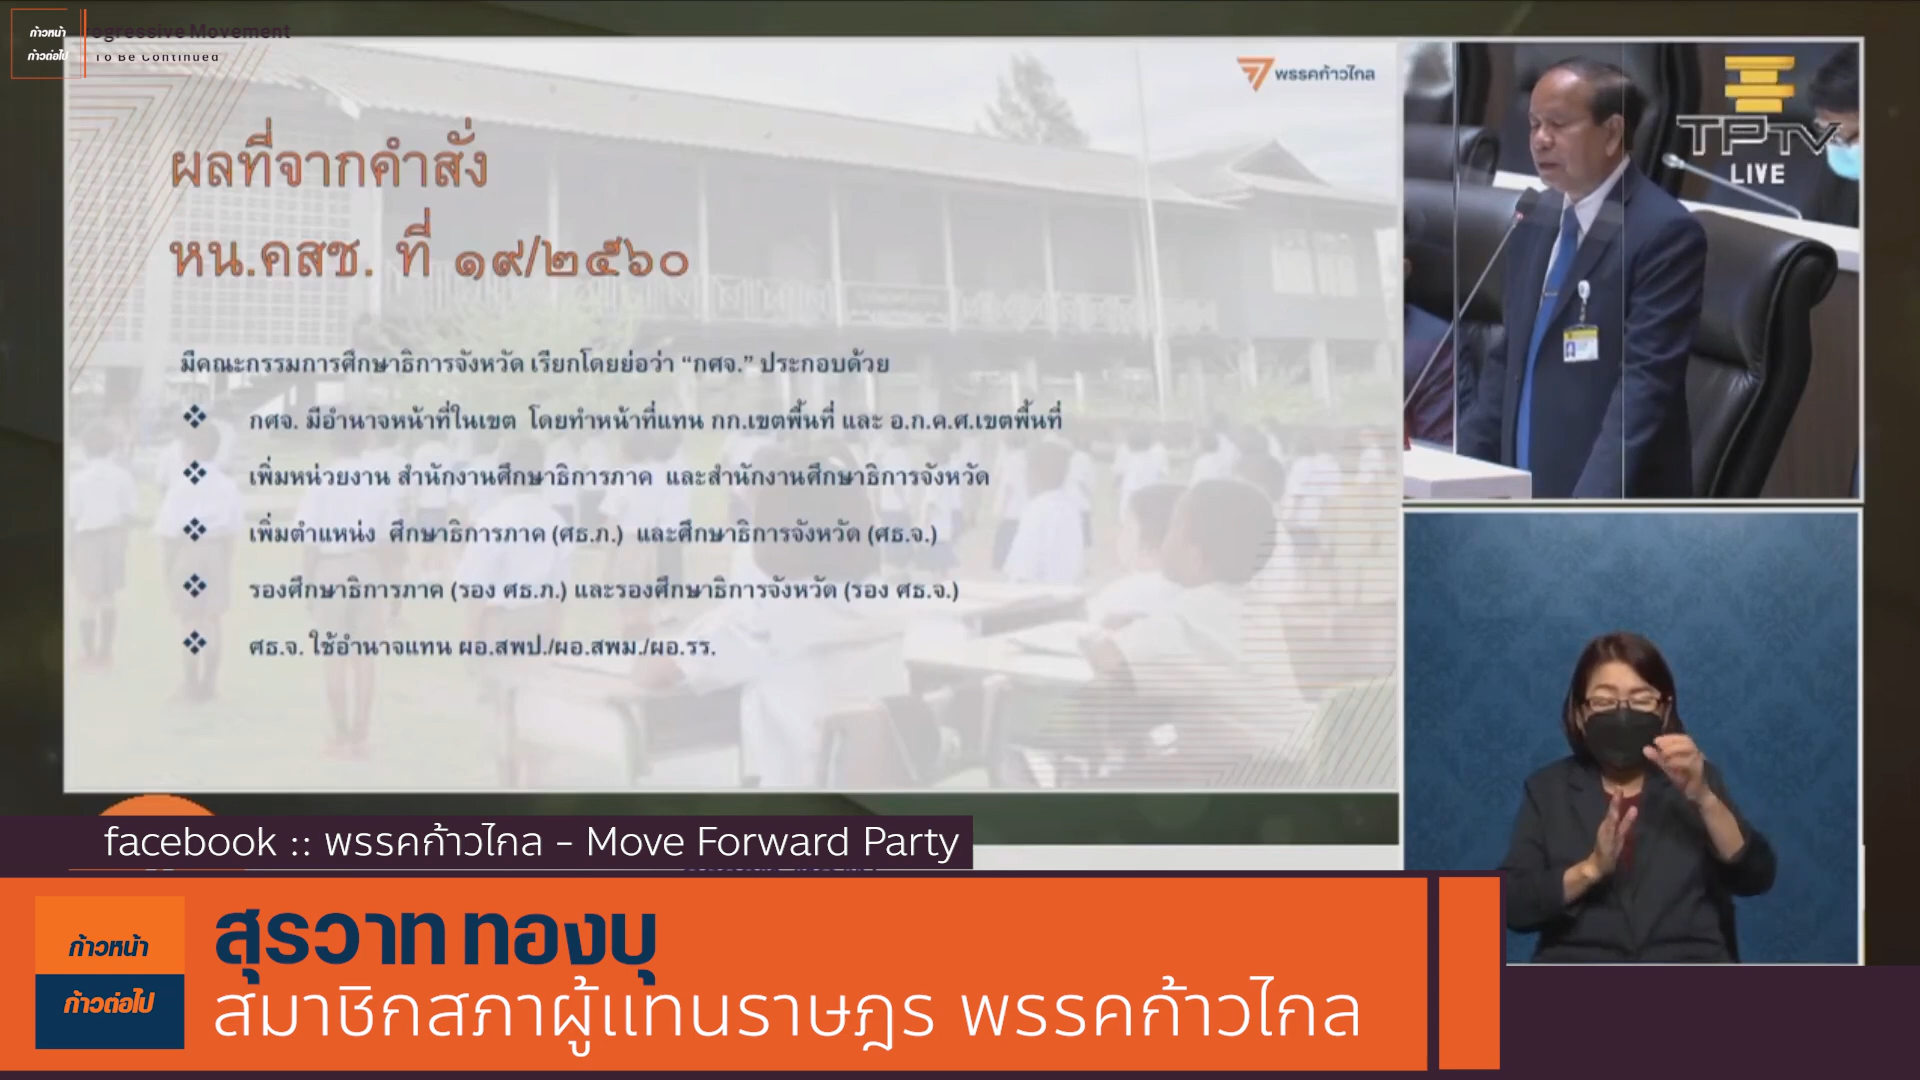 ก้าวหน้า
ก้าวต่อไป
ogressive Movement
To Be Continued
พรรคก้าวไกล
ผลที่จากคำสั่ง
หน.คสช. ที่ ๑๙/๒๕๖๐
มีคณะกรรมการศึกษาธิการจังหวัด เรียกโดยย่อว่า “กศจ.” ประกอบด้วย
❖ กศจ. มีอำนาจหน้าที่ในเขต โดยทำหน้าที่แทน กก.เขตพื้นที่ และ อ.ก.ค.ศ.เขตพื้นที่
❖ เพิ่มหน่วยงาน สำนักงานศึกษาธิการภาค และสำนักงานศึกษาธิการจังหวัด
❖ เพิ่มตำแหน่ง ศึกษาธิการภาค (ศธ.ภ.) และศึกษาธิการจังหวัด (ศธ.จ.)
❖ รองศึกษาธิการภาค (รอง ศธ.ภ.) และรองศึกษาธิการจังหวัด (รอง ศธ.จ.)
❖ ศธ.จ. ใช้อำนาจแทน ผอ.สพป./ผอ.สพม./ผอ.รร.
TPTV
LIVE
facebook :: พรรคก้าวไกล - Move Forward Party
ก้าวหน้า
ก้าวต่อไป
สุรวาท ทองบุ
สมาชิกสภาผู้แทนราษฎร พรรคก้าวไกล